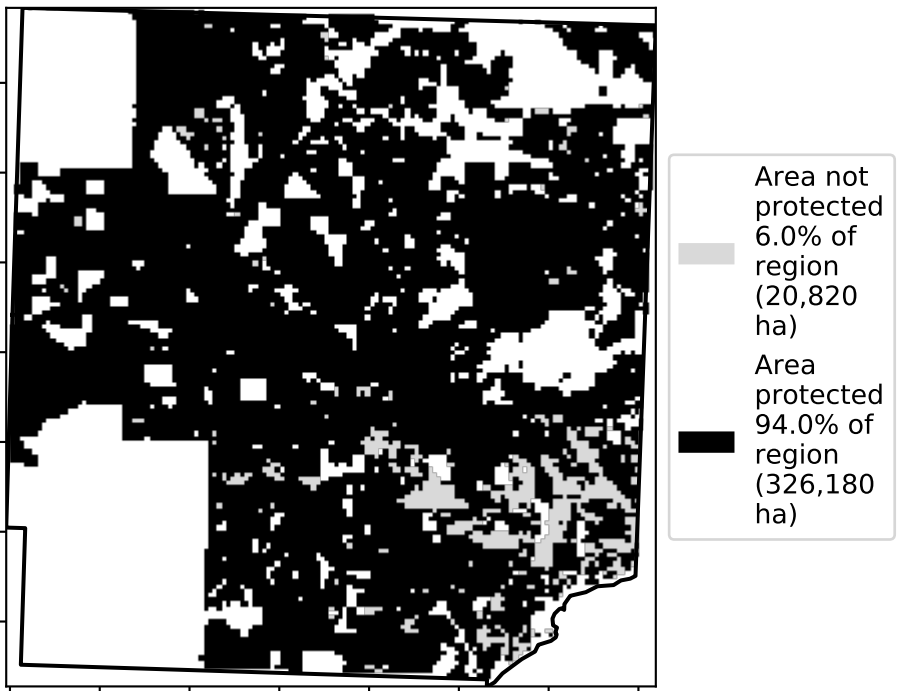 Area not
protected
6.0% of
region
(20,820
ha)
Area
protected
94.0% of
region
(326,180
ha)